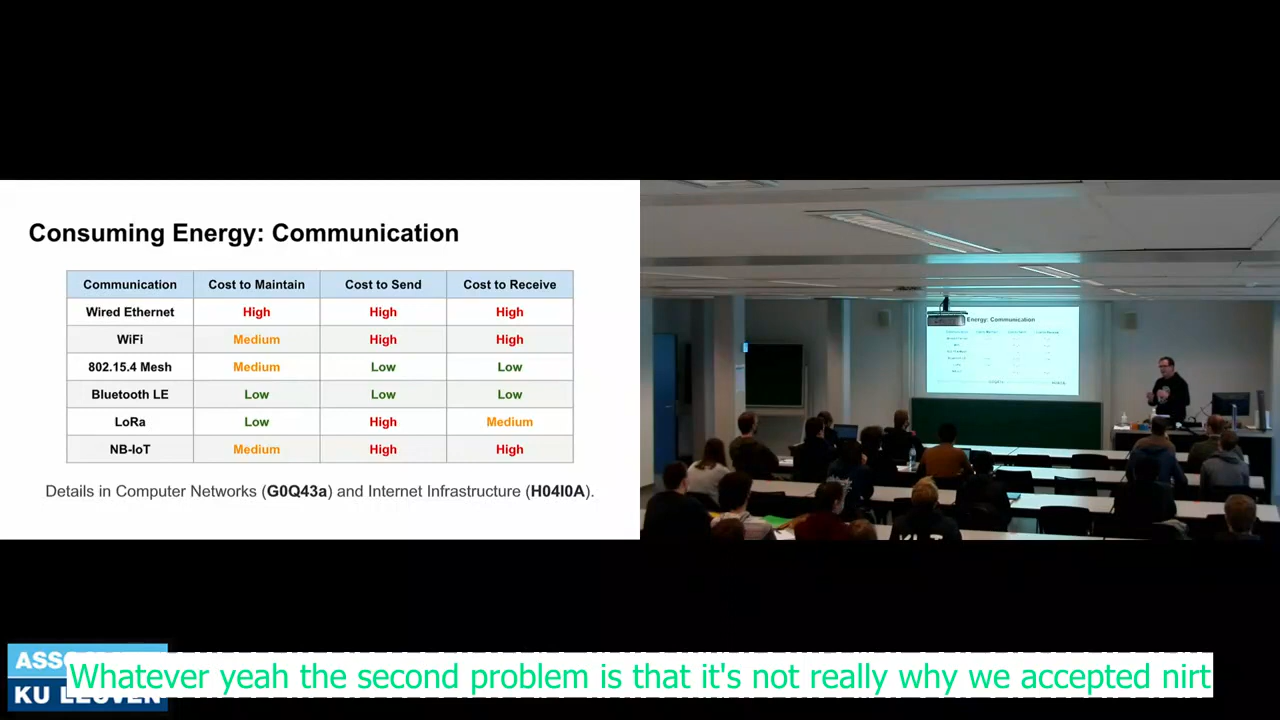 Consuming Energy: Communication
Communication Cost to Maintain Cost to Send Cost to Receive
Wired Ethernet High High High
WiFi Medium High High
802.15.4 Mesh Medium Low Low
Bluetooth LE Low Low Low
LoRa Low High Medium
NB-IoT Medium High High
Details in Computer Networks (G0Q43a) and Internet Infrastructure (H04I0A).
Energy: Communication
Whatever yeah the second problem is that it's not really why we accepted nirt
KU LEUVEN